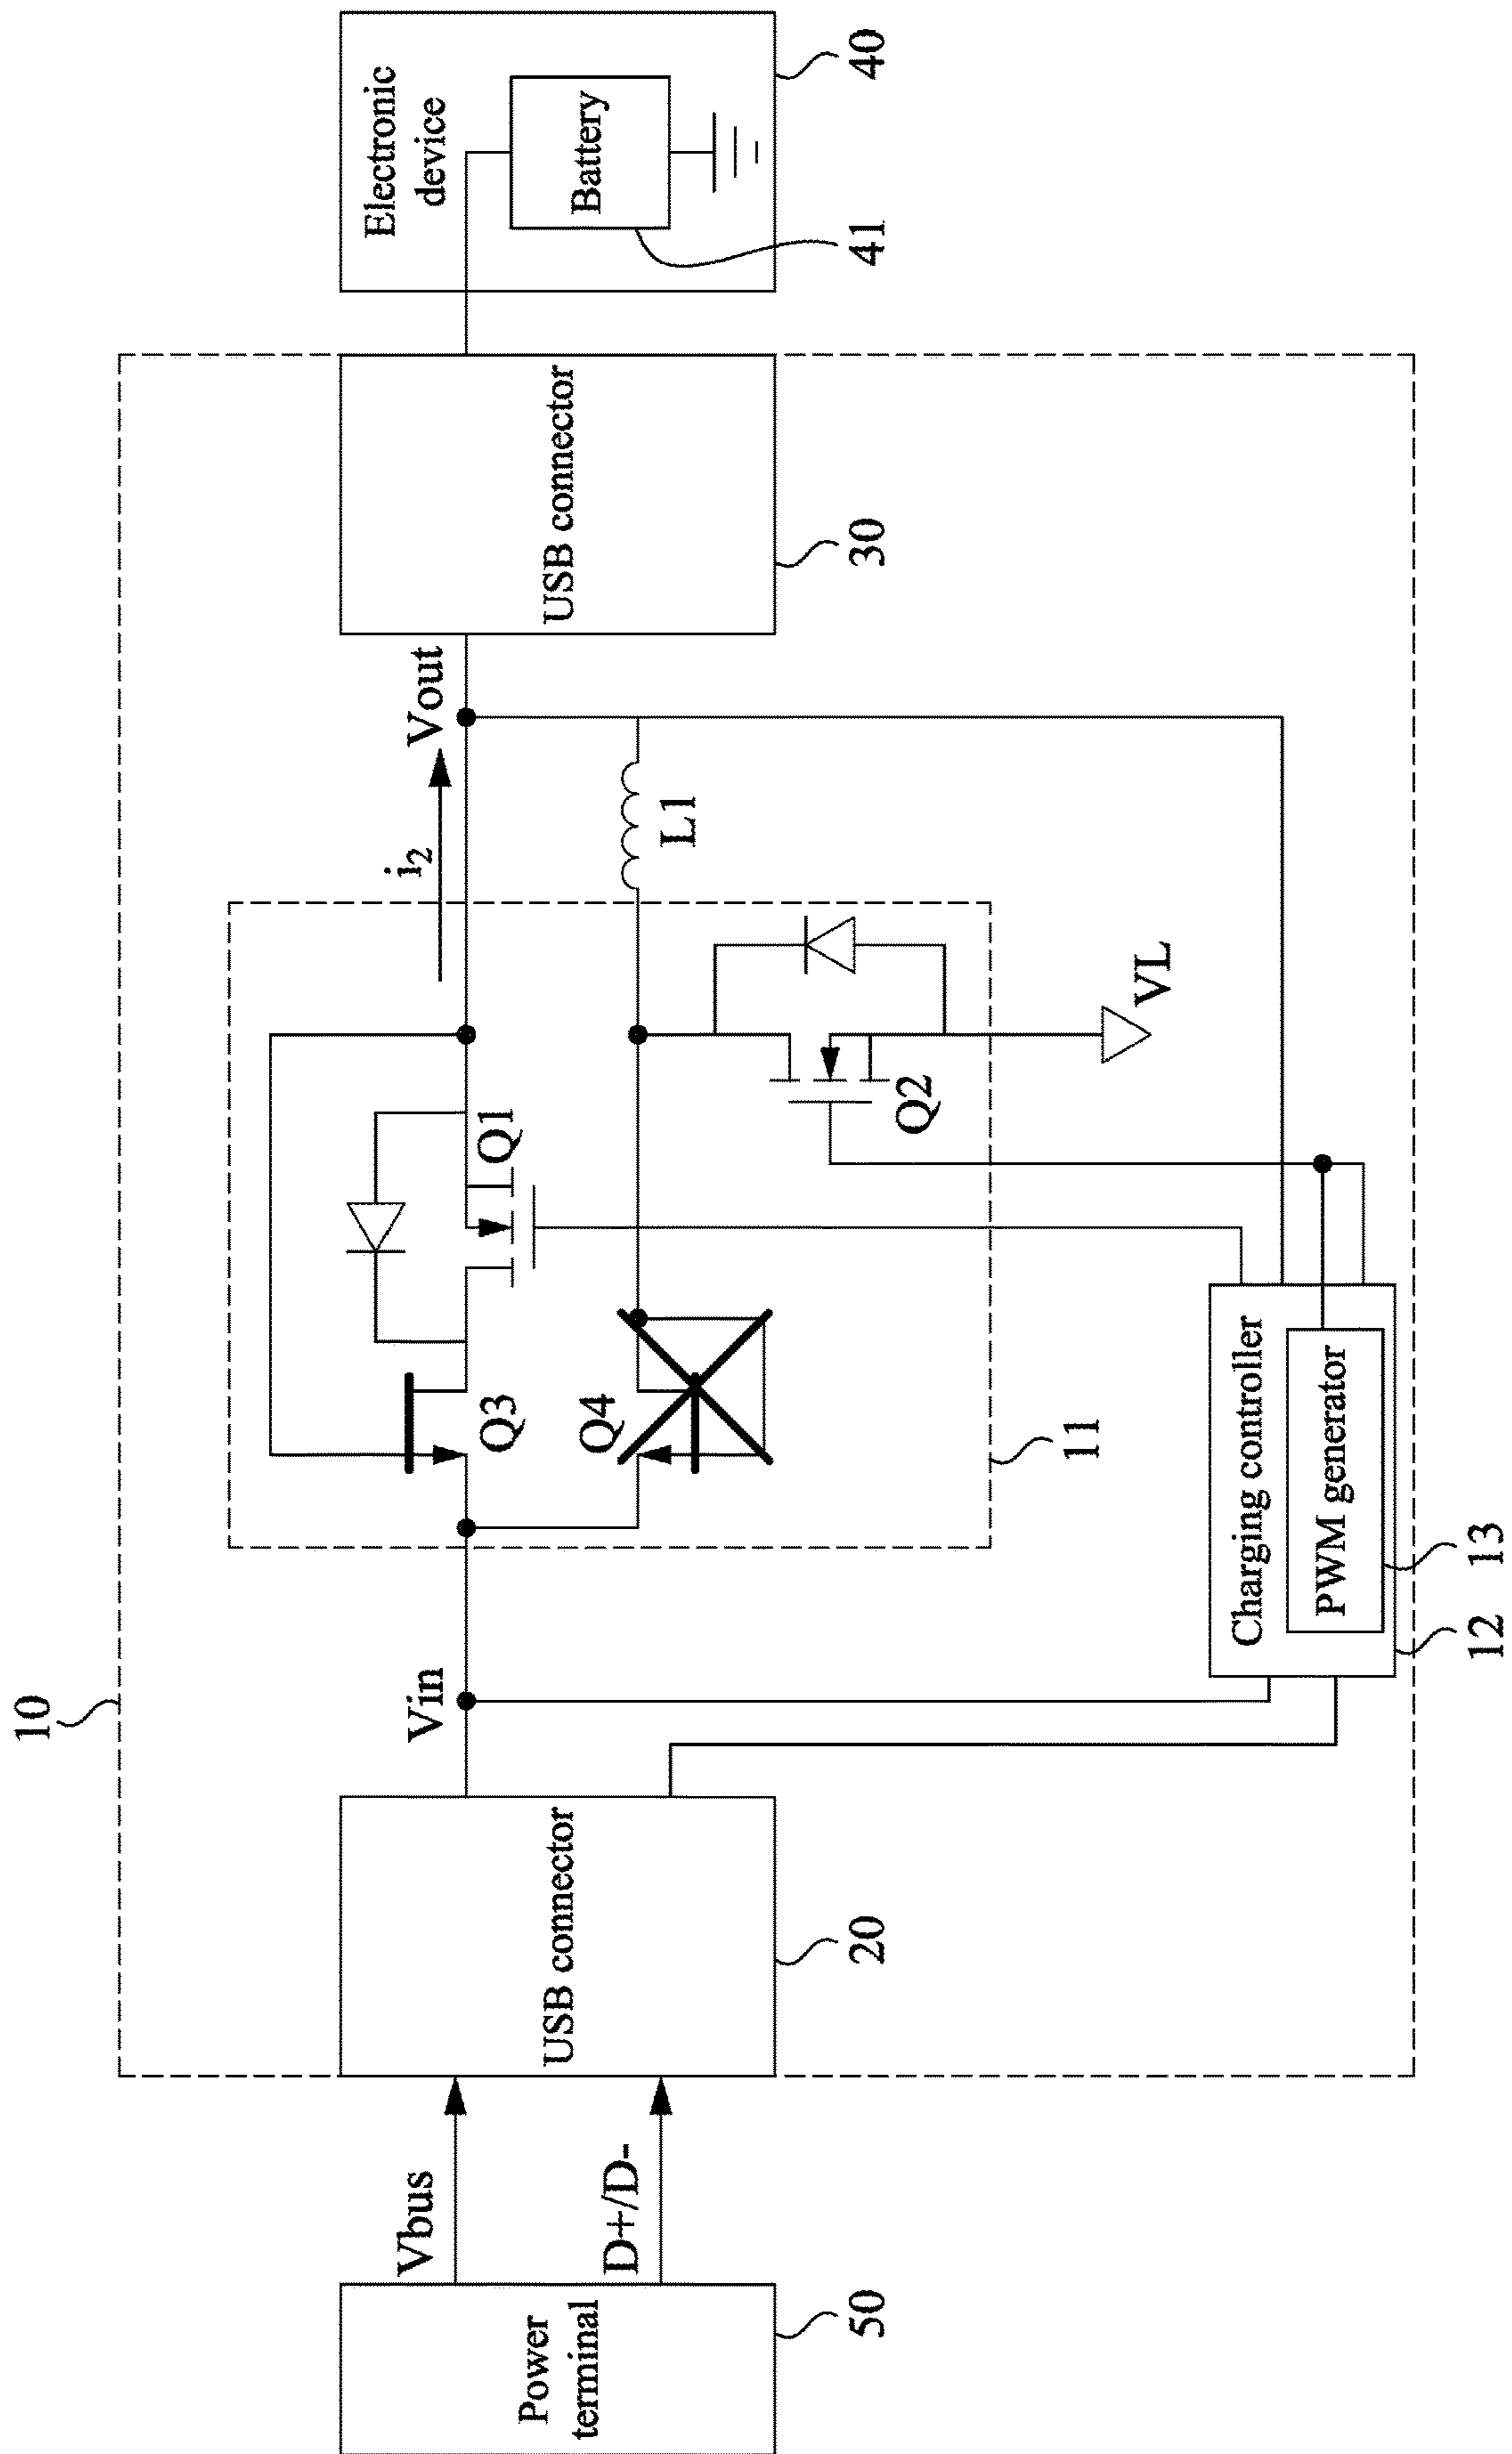 10
Power
terminal
50
Vbus
D+/D-
USB connector
20
Vin
Q3
Q1
Q4
Q2
11
i2
Vout
L1
VL
Charging controller
PWM generator
12
13
USB connector
30
Electronic
device
Battery
41
40